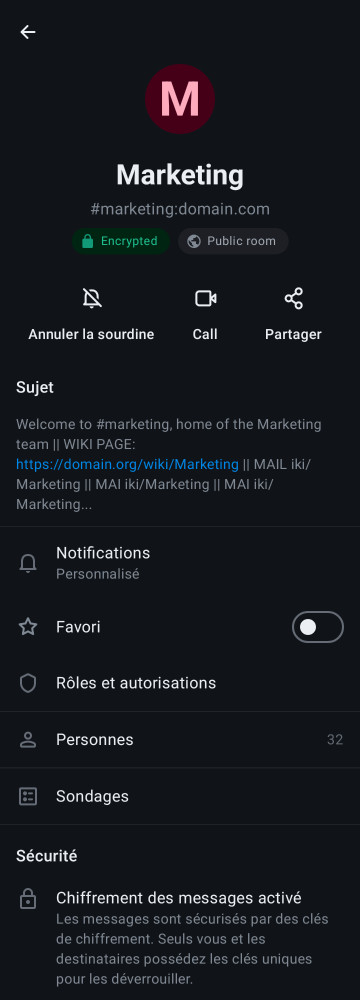 M
Marketing
#marketing:domain.com
Encrypted
Public room
Annuler la sourdine
Call
Partager
Sujet
Welcome to #marketing, home of the Marketing
team || WIKI PAGE:
https://domain.org/wiki/Marketing || MAIL iki/
Marketing || MAI iki/Marketing || MAI iki/
Marketing...
Notifications
Personnalisé
Favori
Rôles et autorisations
Personnes
32
Sondages
Sécurité
Chiffrement des messages activé
Les messages sont sécurisés par des clés
de chiffrement. Seuls vous et les
destinataires possédez les clés uniques
pour les déverrouiller.